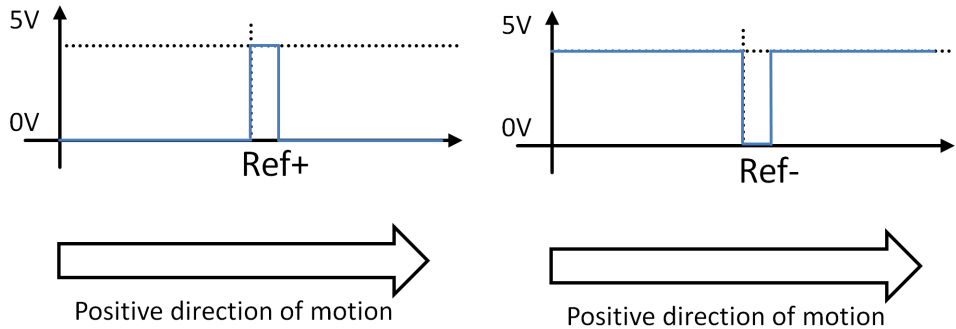 5V
0V
Ref+
Positive direction of motion
5V
0V
Ref-
Positive direction of motion